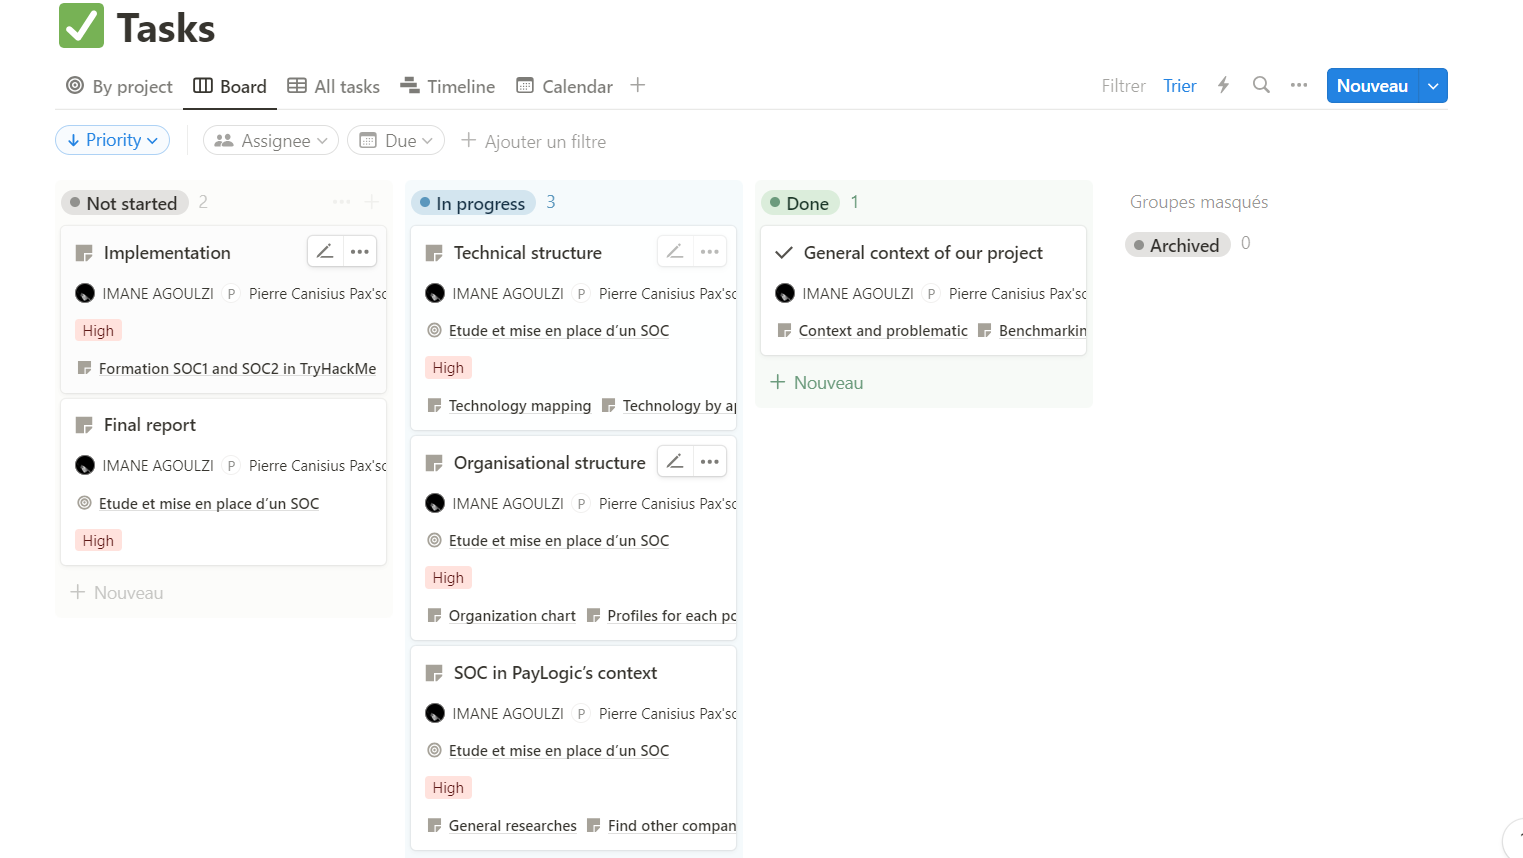 Tasks
By project Board All tasks Timeline Calendar
Filtrer Trier Nouveau
Priority Assignee Due Ajouter un filtre
Not started 2
Implementation
IMANE AGOULZI P Pierre Canisius Pax'sc
High
Formation SOC1 and SOC2 in TryHackMe
Final report
IMANE AGOULZI P Pierre Canisius Pax'sc
Etude et mise en place d’un SOC
High
Nouveau
In progress 3
Technical structure
IMANE AGOULZI P Pierre Canisius Pax'sc
Etude et mise en place d’un SOC
High
Technology mapping Technology by ap
Organisational structure
IMANE AGOULZI P Pierre Canisius Pax'sc
Etude et mise en place d’un SOC
High
Organization chart Profiles for each po
SOC in PayLogic’s context
IMANE AGOULZI P Pierre Canisius Pax'sc
Etude et mise en place d’un SOC
High
General researches Find other compan
Done 1
General context of our project
IMANE AGOULZI P Pierre Canisius Pax'sc
Context and problematic Benchmarkin
Nouveau
Groupes masqués
Archived 0